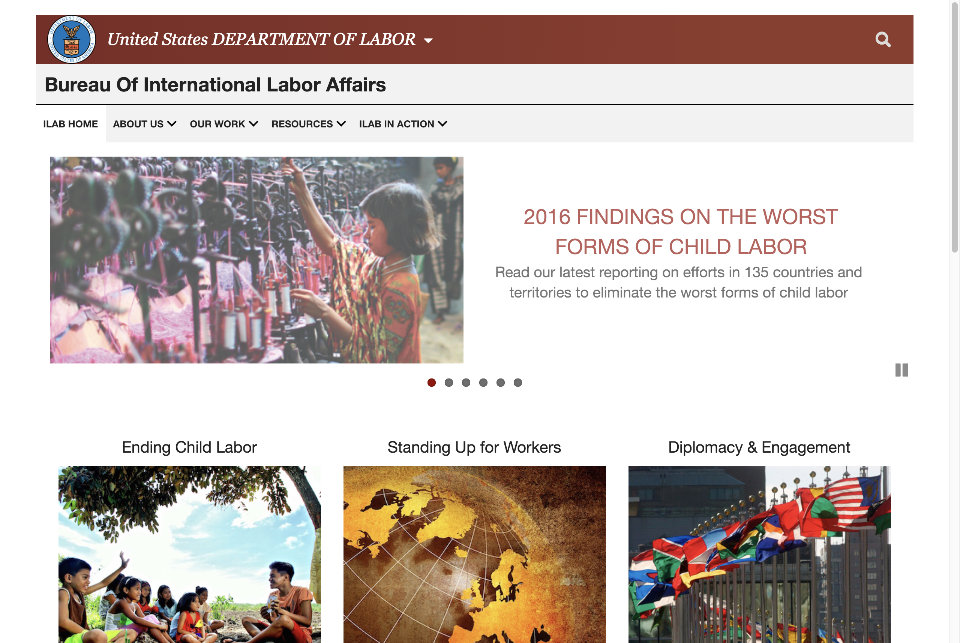 United States DEPARTMENT OF LABOR
Bureau Of International Labor Affairs
ILAB HOME ABOUT US OUR WORK RESOURCES ILAB IN ACTION
2016 FINDINGS ON THE WORST
FORMS OF CHILD LABOR
Read our latest reporting on efforts in 135 countries and
territories to eliminate the worst forms of child labor
Ending Child Labor Standing Up for Workers Diplomacy & Engagement